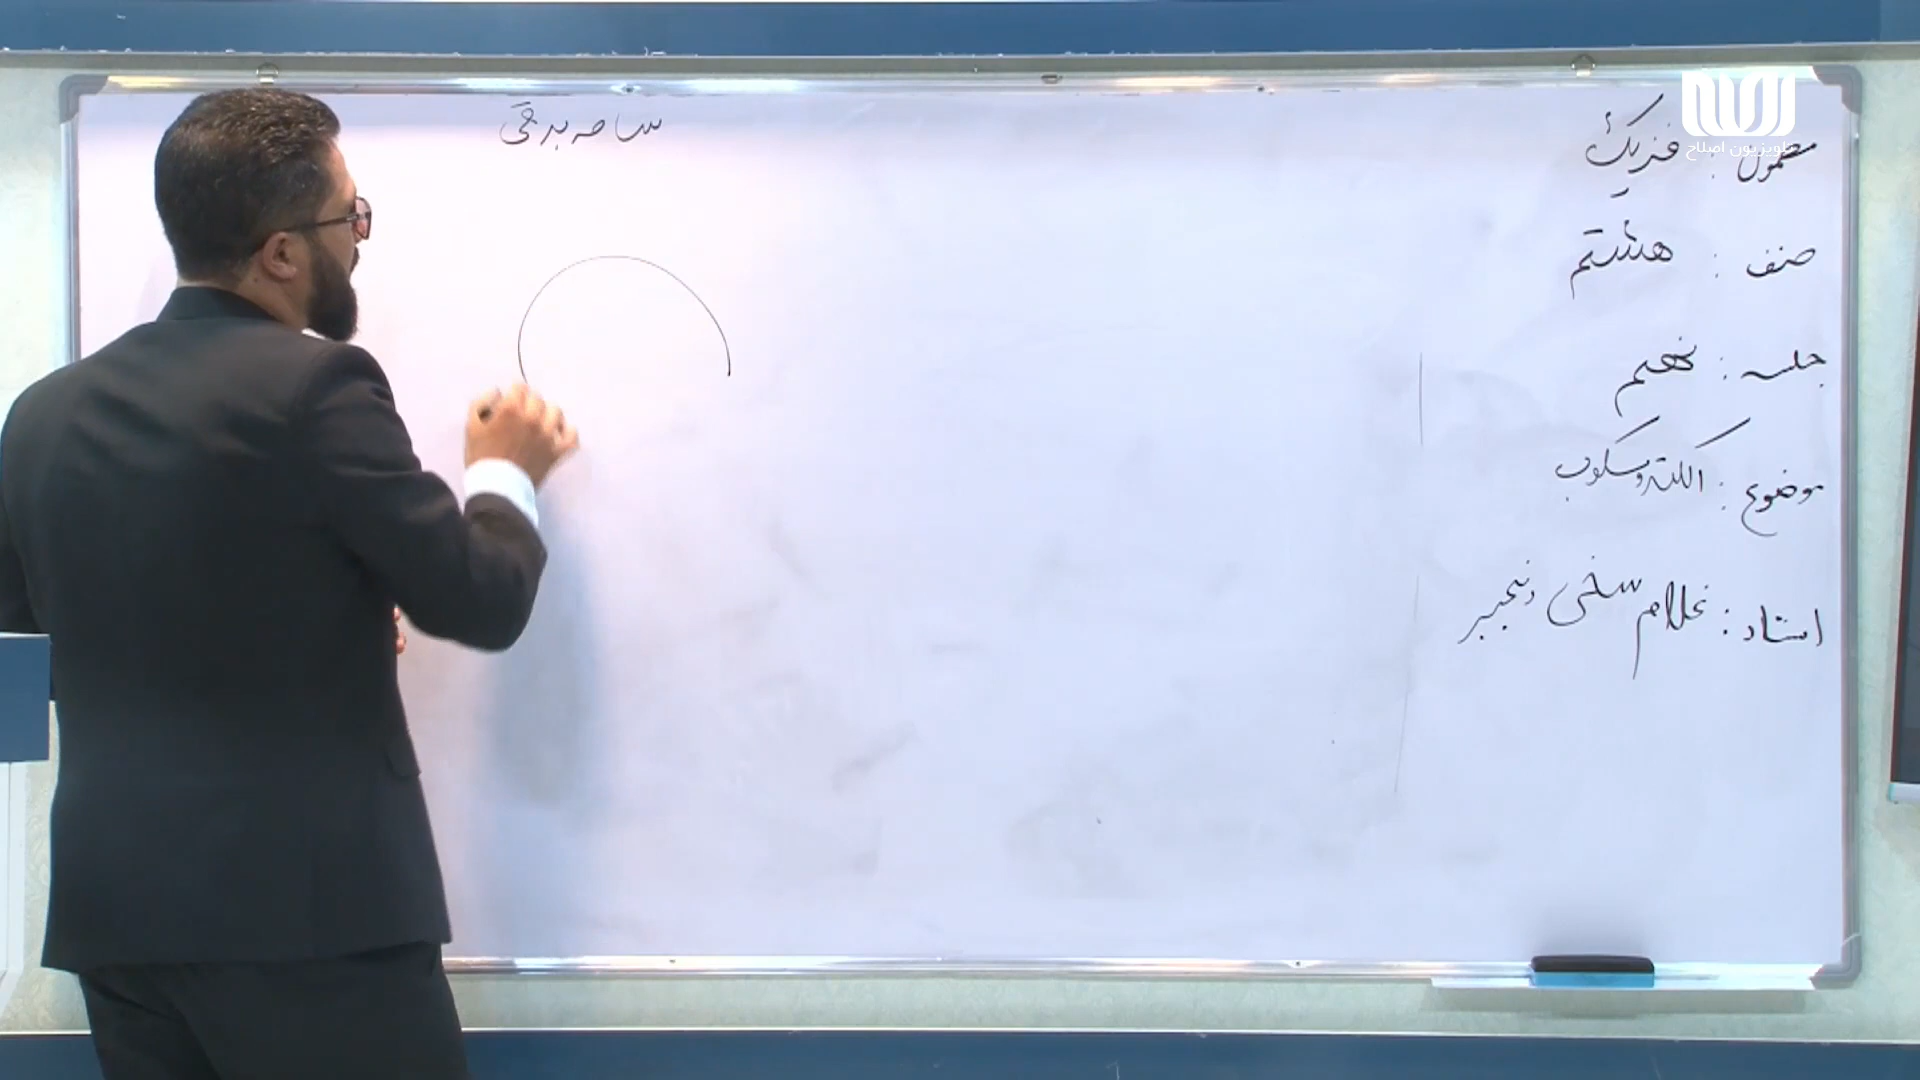 ساحه برقی
تلویزیون اصلاح
مضمون : فزیک
صنف : هشتم
جلسه : نهم
موضوع : الکتروسکوپ
استاد : غلام سخی رنجبر